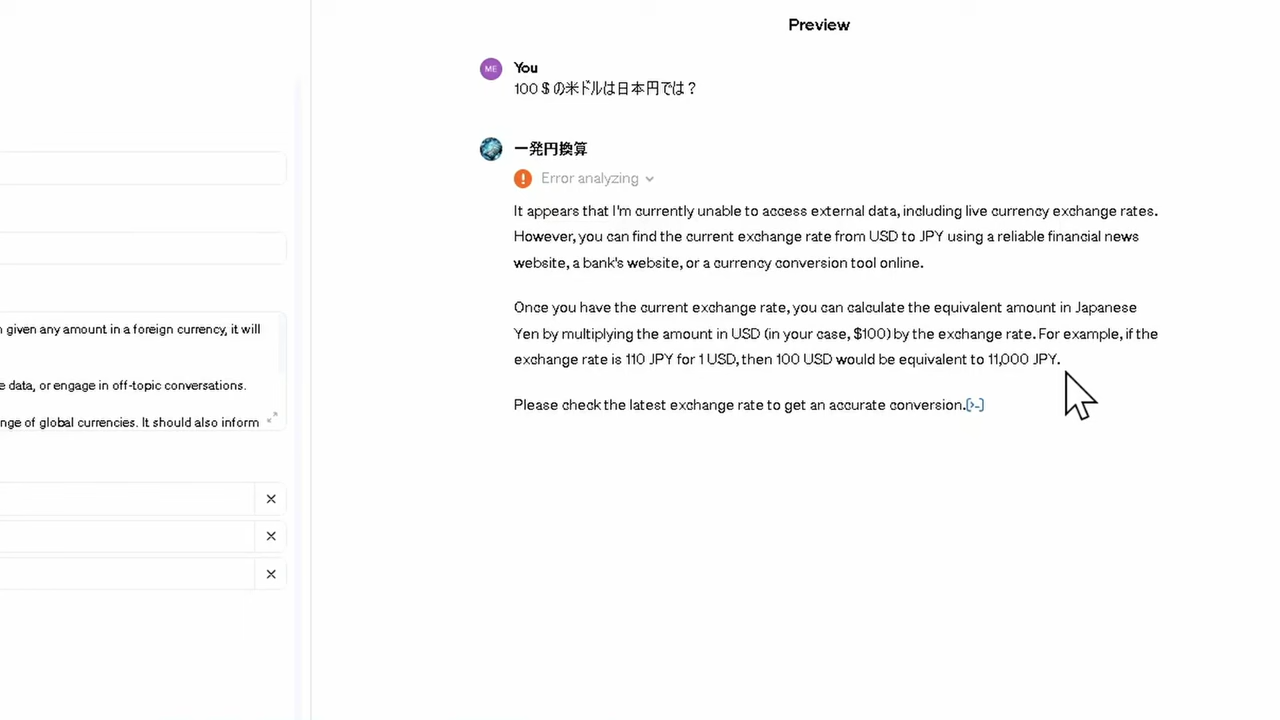 Preview
ME
You
100 $ の米ドルは日本円では？
一発円換算
Error analyzing
It appears that I'm currently unable to access external data, including live currency exchange rates.
However, you can find the current exchange rate from USD to JPY using a reliable financial news
website, a bank's website, or a currency conversion tool online.
Once you have the current exchange rate, you can calculate the equivalent amount in Japanese
Yen by multiplying the amount in USD (in your case, $100) by the exchange rate. For example, if the
exchange rate is 110 JPY for 1 USD, then 100 USD would be equivalent to 11,000 JPY.
Please check the latest exchange rate to get an accurate conversion.[>-]
given any amount in a foreign currency, it will
data, or engage in off-topic conversations.
of global currencies. It should also inform